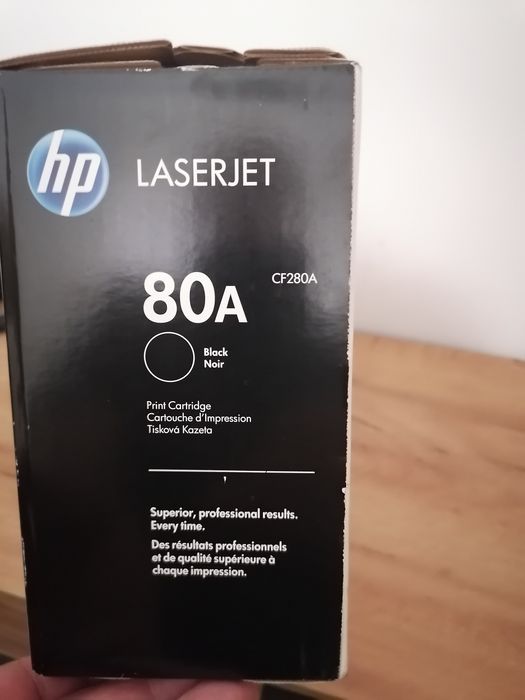 hp LASERJET
CF280A
80A
Black
Noir
Print Cartridge
Cartouche d'Impression
Tisková Kazeta
Superior, professional results.
Every time.
Des résultats professionnels
et de qualité supérieure à
chaque impression.